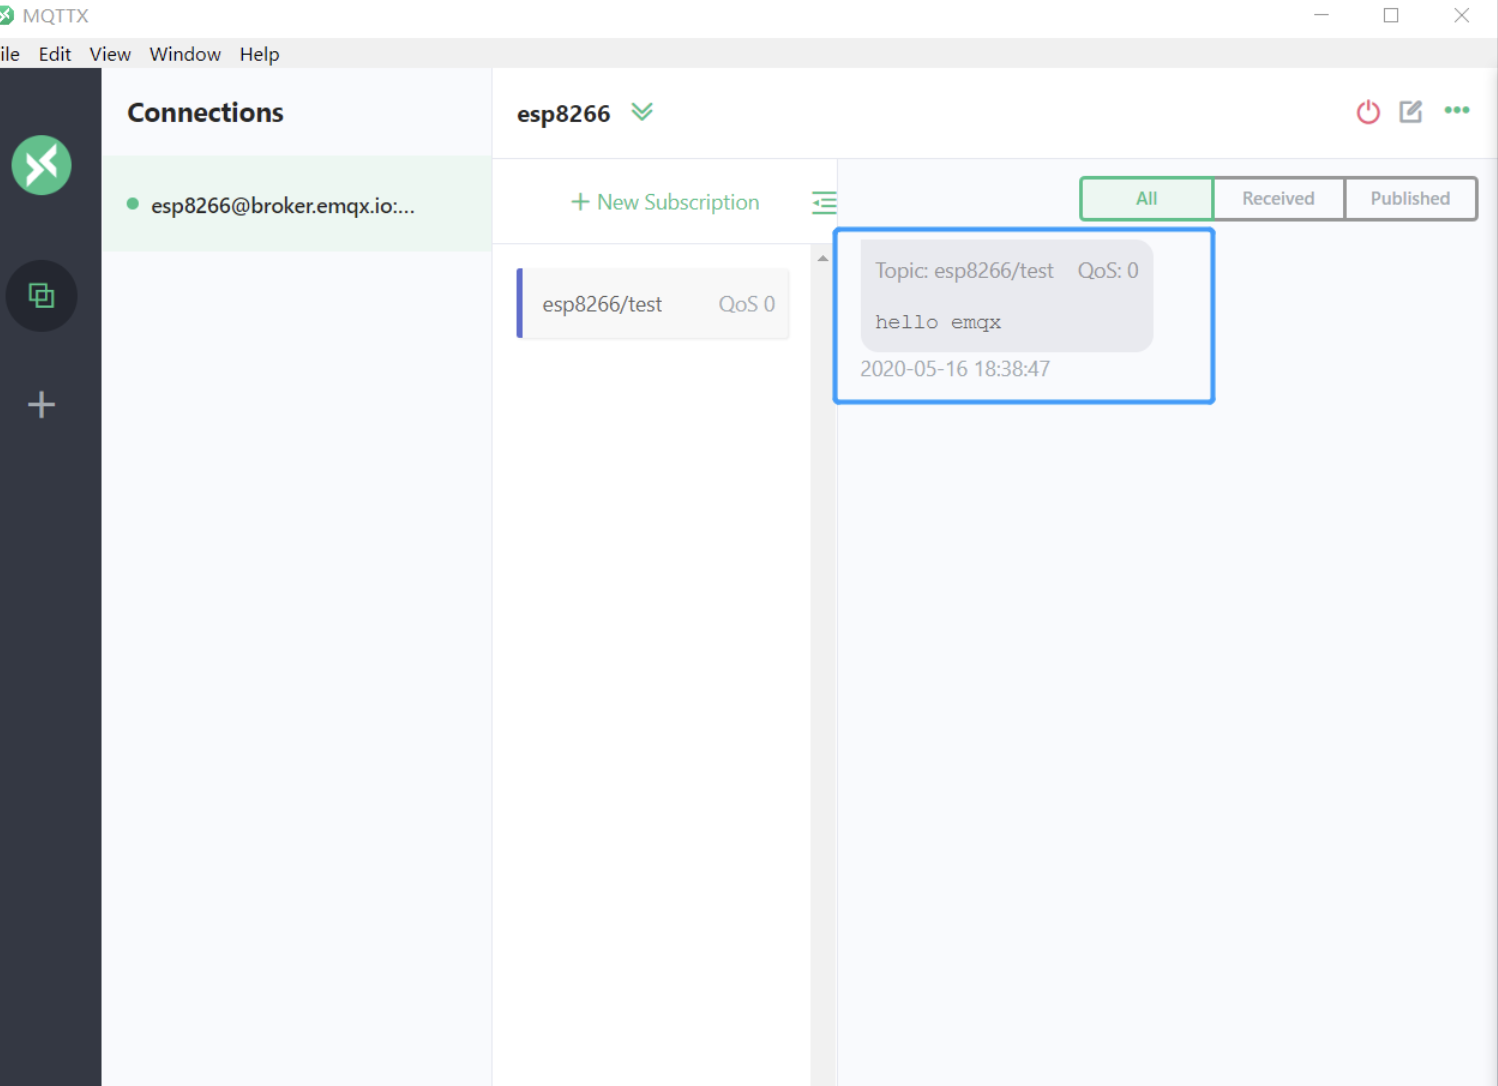 MQTTX
ile Edit View Window Help
Connections
esp8266@broker.emqx.io:...
esp8266
+ New Subscription
esp8266/test QoS 0
All Received Published
Topic: esp8266/test QoS: 0
hello emqx
2020-05-16 18:38:47